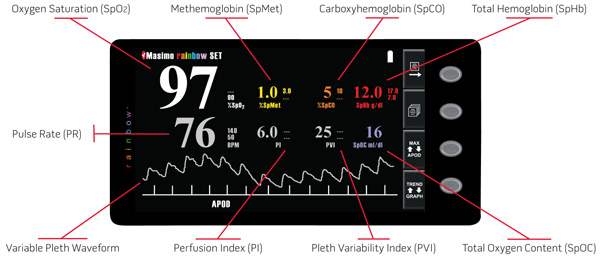 Oxygen Saturation (SpO2)
Methemoglobin (SpMet)
Carboxyhemoglobin (SpCO)
Total Hemoglobin (SpHb)
Masimo rainbow SET
97
--- 90 ---
%SpO2
1.0
3.0 ---
%SpMet
5
10 ---
%SpCO
12.0
17.0
7.0
SpHb g/dl
Pulse Rate (PR)
76
140
50
BPM
6.0
--- ---
PI
25
--- ---
PVI
16
SpOC ml/dl
MAX
APOD
TREND
GRAPH
rainbow
APOD
Variable Pleth Waveform
Perfusion Index (PI)
Pleth Variability Index (PVI)
Total Oxygen Content (SpOC)